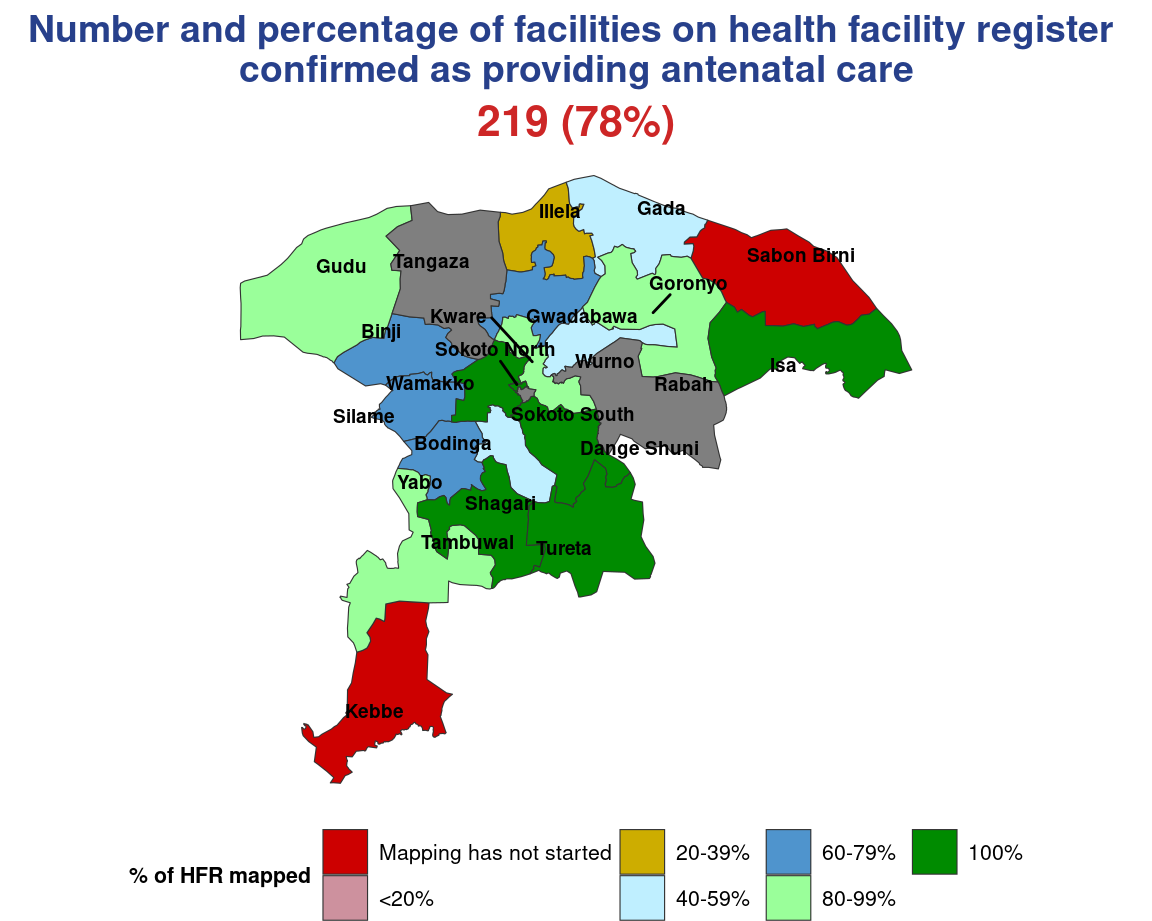 Number and percentage of facilities on health facility register
confirmed as providing antenatal care
219 (78%)
Illela
Gada
Sabon Birni
Gudu
Tangaza
Goronyo
Kware
Gwadabawa
Binji
Sokoto North
Wurno
Isa
Wamakko
Rabah
Silame
Sokoto South
Bodinga
Dange Shuni
Yabo
Shagari
Tambuwal
Tureta
Kebbe
% of HFR mapped
Mapping has not started
<20%
20-39%
40-59%
60-79%
80-99%
100%